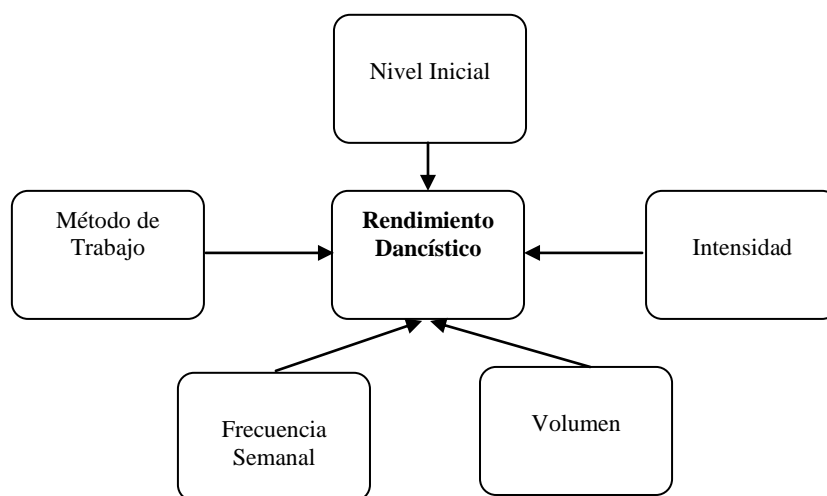 Nivel Inicial
Método de
Trabajo
Rendimiento
Dancístico
Intensidad
Frecuencia
Semanal
Volumen